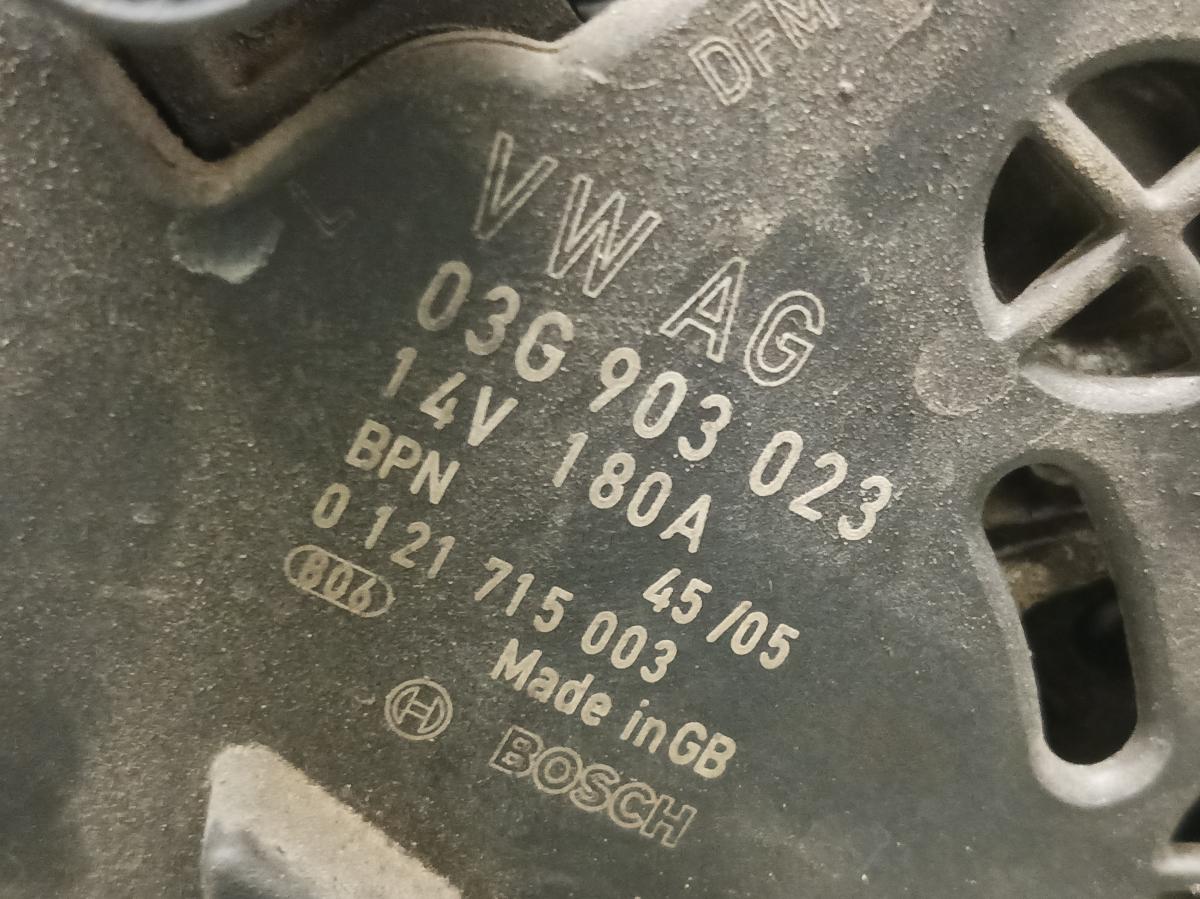 DFM
L
VW AG
03G 903 023
14V 180A
BPN 45/05
0 121 715 003
806 Made in GB
BOSCH